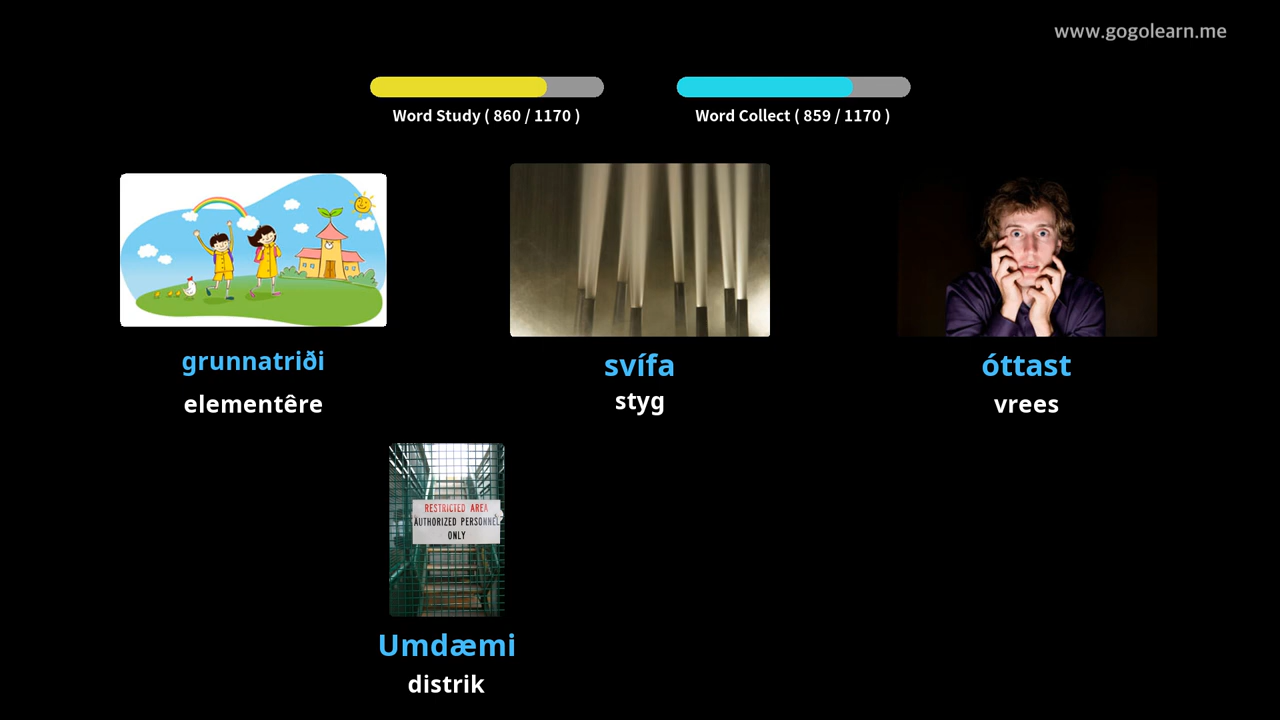 www.gogolearn.me
Word Study ( 860 / 1170 )
Word Collect ( 859 / 1170 )
grunnatriði
elementêre
svífa
styg
óttast
vrees
RESTRICTED AREA
AUTHORIZED PERSONNEL
ONLY
Umdæmi
distrik